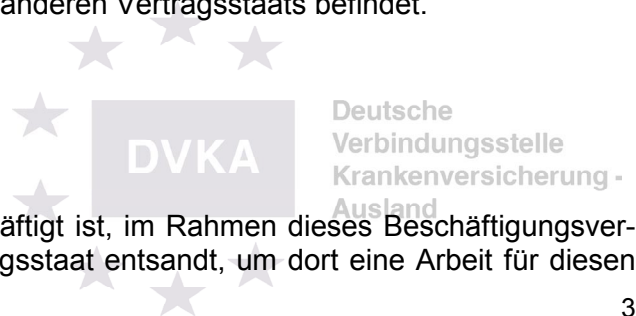 anderen Vertragsstaats befindet.
DVKA
Deutsche
Verbindungsstelle
Krankenversicherung -
Ausland
äftigt ist, im Rahmen dieses Beschäftigungsver-
gsstaat entsandt, um dort eine Arbeit für diesen
3